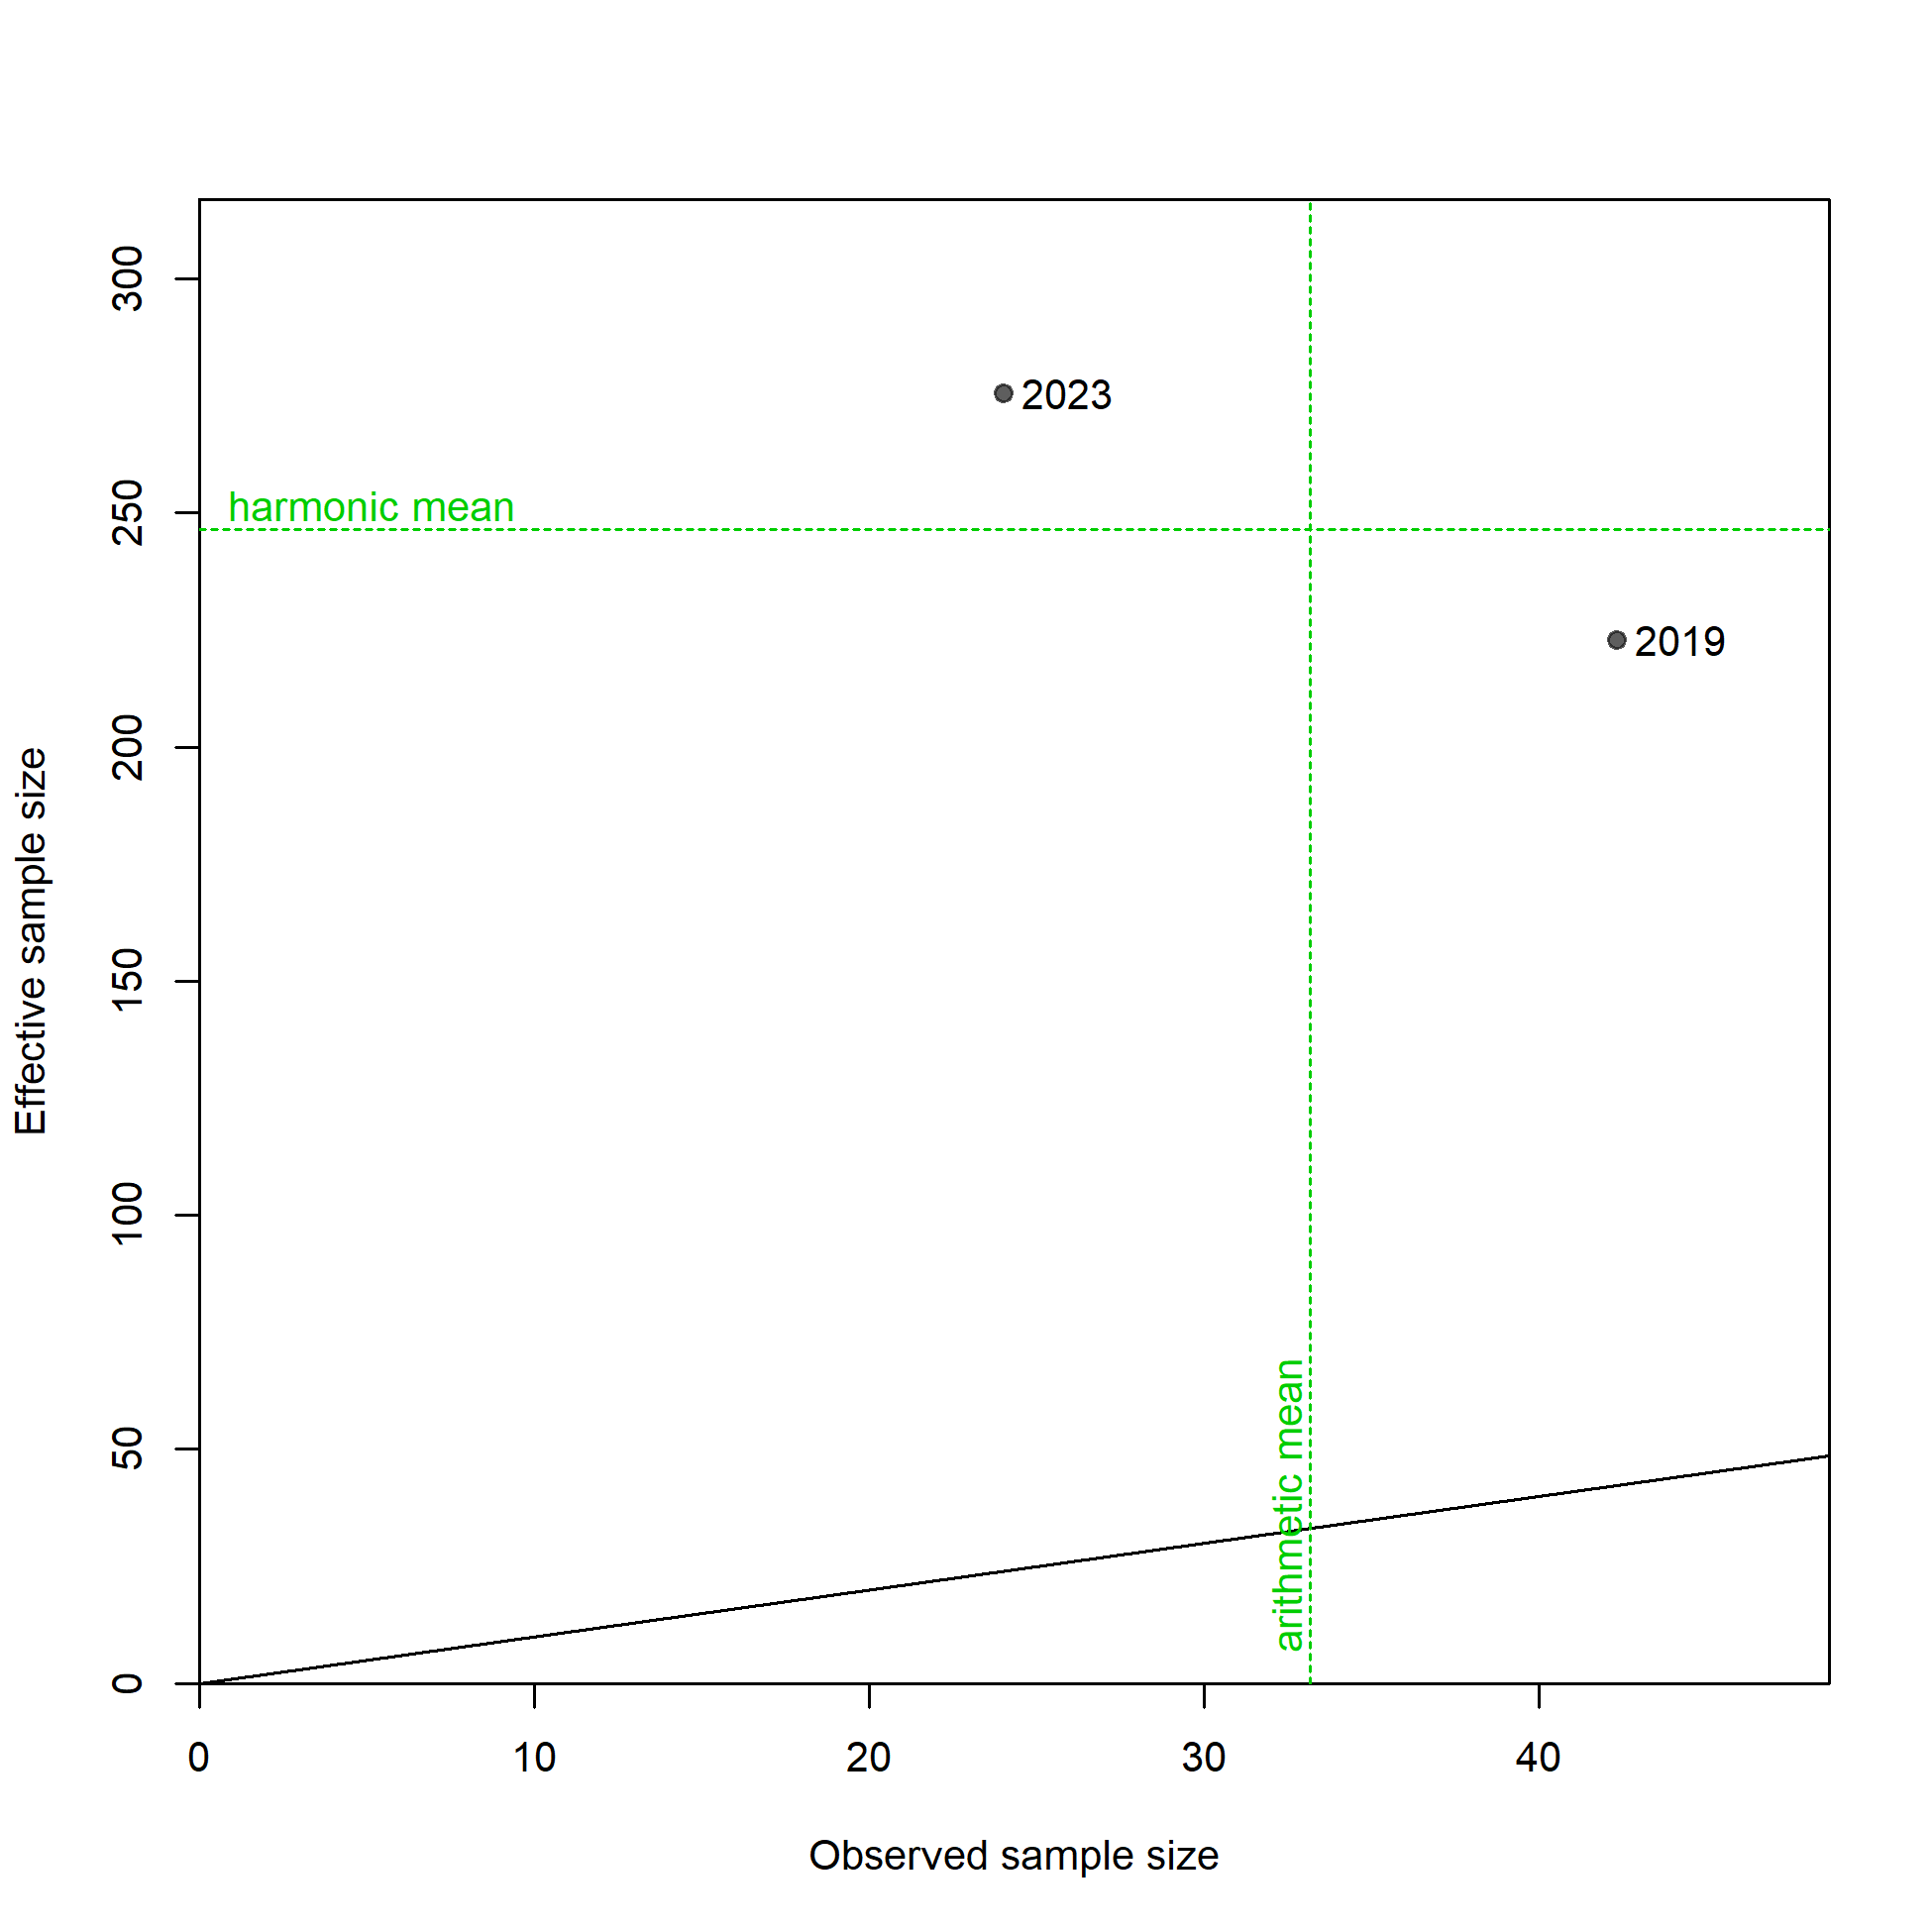 300
250
200
150
100
50
0
Effective sample size
2023
harmonic mean
2019
arithmetic mean
0 10 20 30 40
Observed sample size